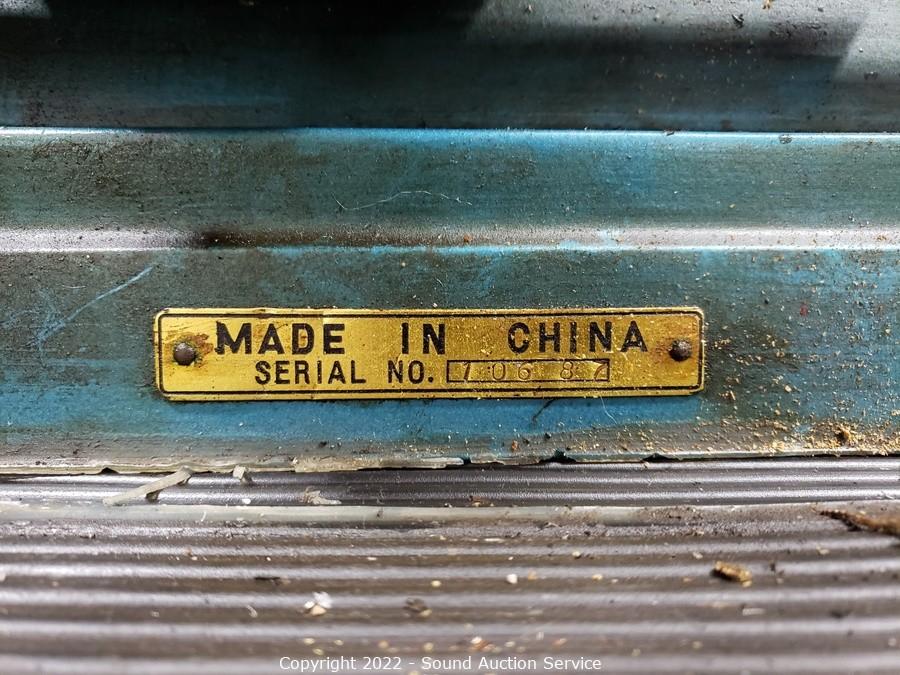 MADE IN CHINA
SERIAL NO. 10687
Copyright 2022 - Sound Auction Service